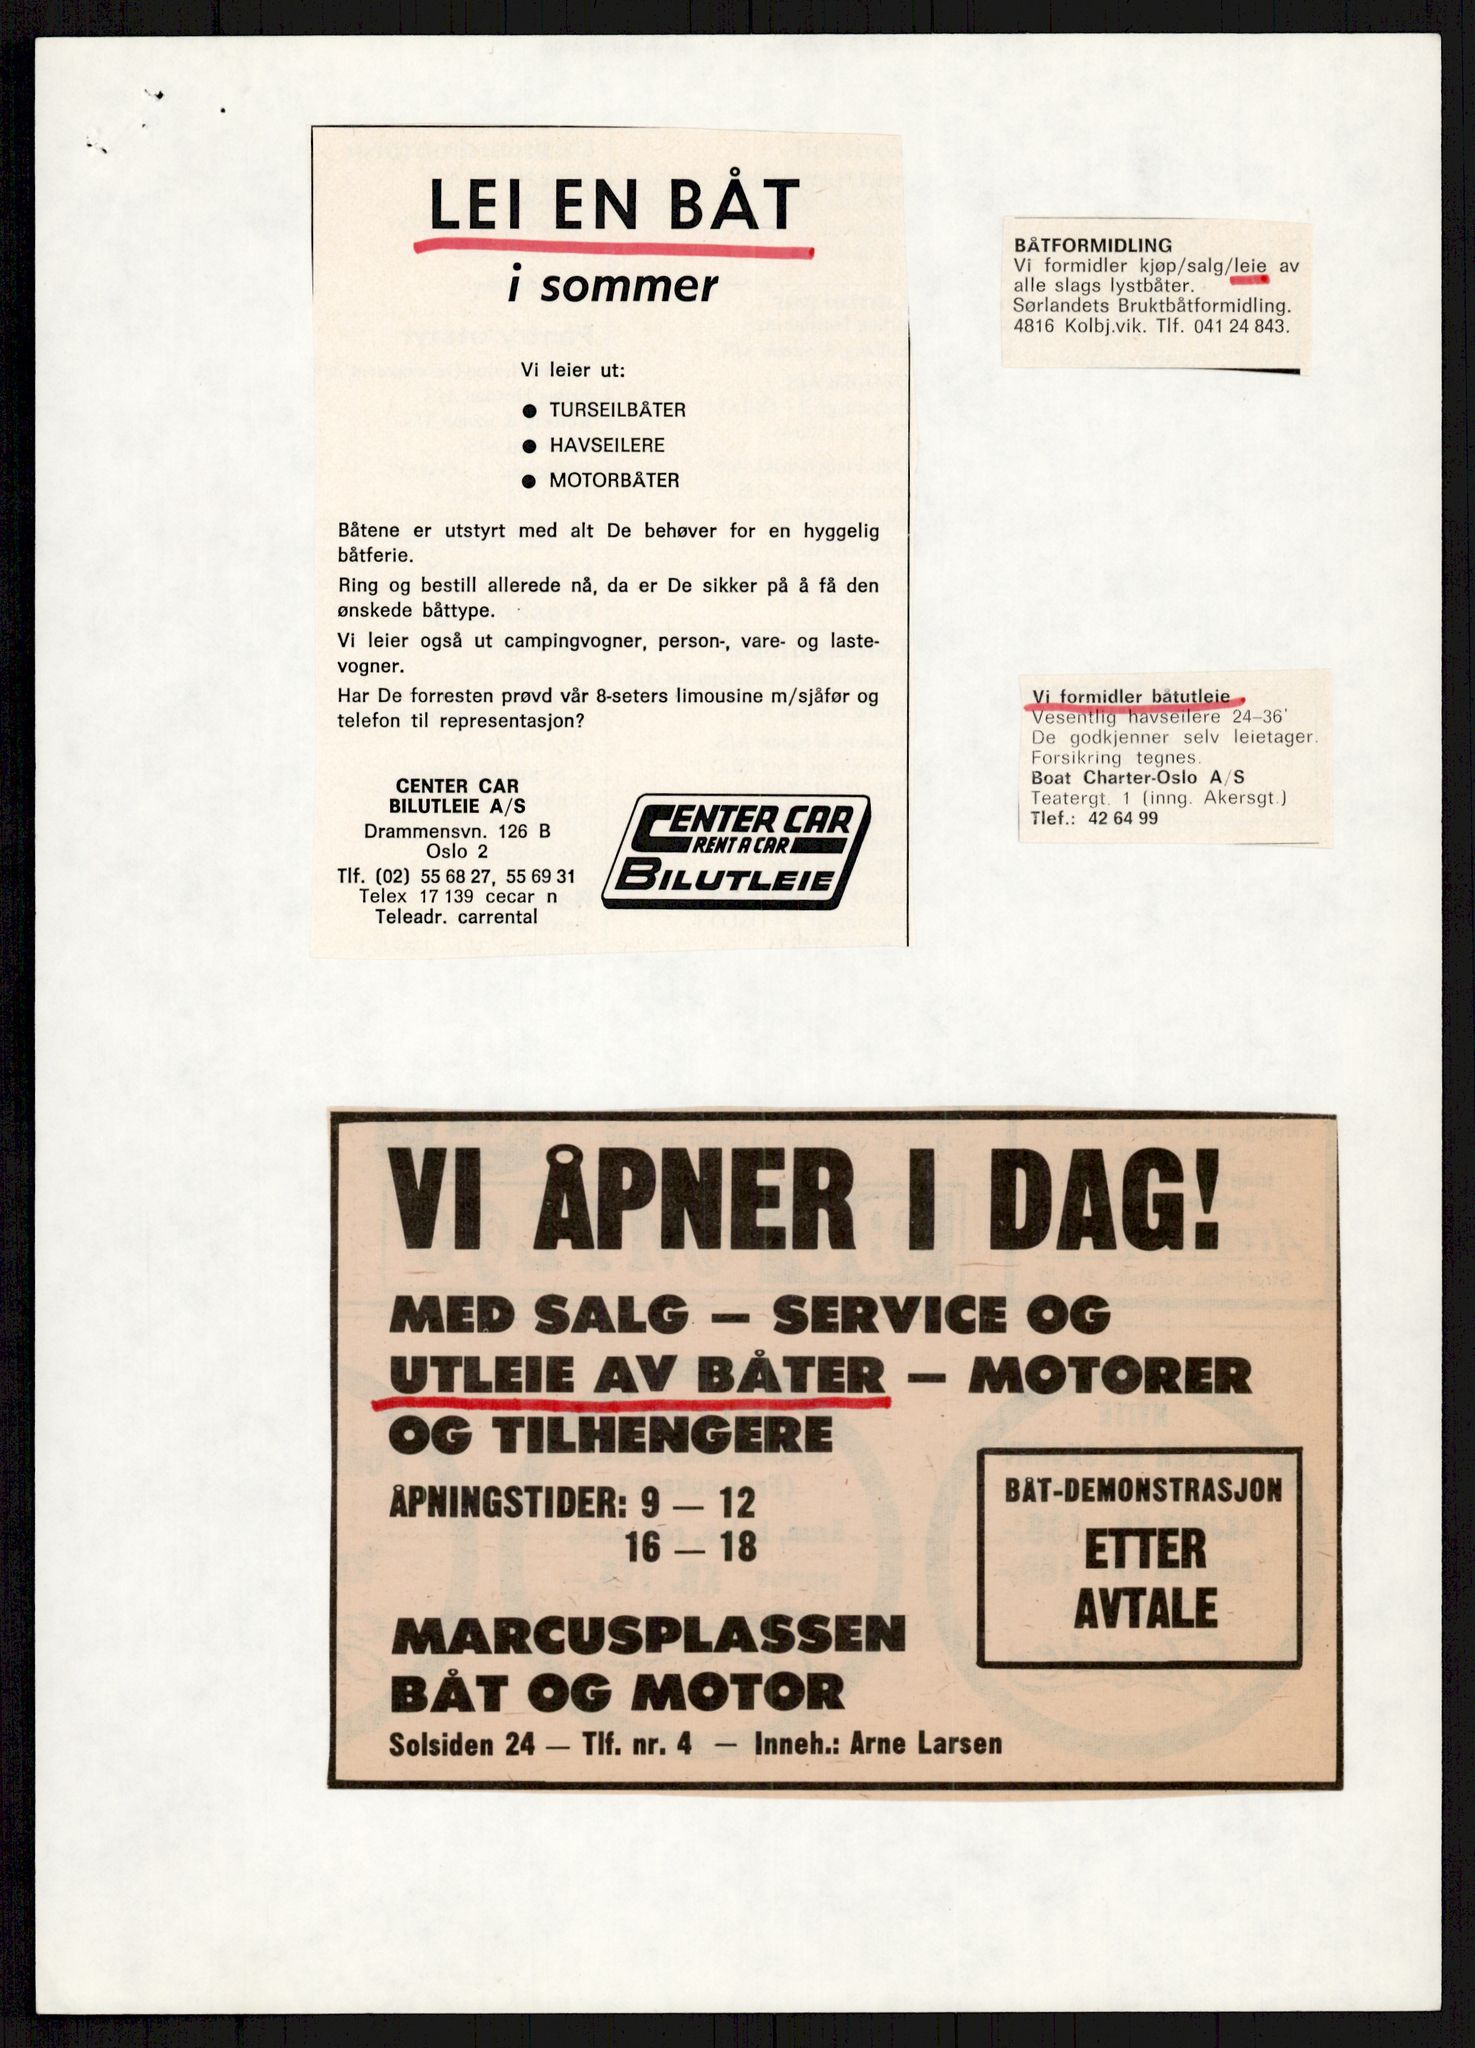 LEI EN BÅT
i sommer
Vi leier ut:
● TURSEILBÅTER
● HAVSEILERE
● MOTORBÅTER
Båtene er utstyrt med alt De behøver for en hyggelig
båtferie.
Ring og bestill allerede nå, da er De sikker på å få den
ønskede båttype.
Vi leier også ut campingvogner, person-, vare- og laste-
vogner.
Har De forresten prøvd vår 8-seters limousine m/sjåfør og
telefon til representasjon?
CENTER CAR
BILUTLEIE A/S
Drammensvn. 126 B
Oslo 2
Tlf. (02) 55 68 27, 55 69 31
Telex 17 139 cecar n
Teleadr. carrental
CENTER CAR
RENT A CAR
BILUTLEIE
BÅTFORMIDLING
Vi formidler kjøp/salg/leie av
alle slags lystbåter.
Sørlandets Bruktbåtformidling.
4816 Kolbj.vik. Tlf. 041 24 843.
Vi formidler båtutleie
Vesentlig havseilere 24–36'
De godkjenner selv leietager.
Forsikring tegnes.
Boat Charter-Oslo A/S
Teatergt. 1 (inng. Akersgt.)
Tlef.: 42 64 99
VI ÅPNER I DAG!
MED SALG — SERVICE OG
UTLEIE AV BÅTER — MOTORER
OG TILHENGERE
ÅPNINGSTIDER: 9 — 12
16 — 18
BÅT-DEMONSTRASJON
ETTER
AVTALE
MARCUSPLASSEN
BÅT OG MOTOR
Solsiden 24 — Tlf. nr. 4 — Inneh.: Arne Larsen